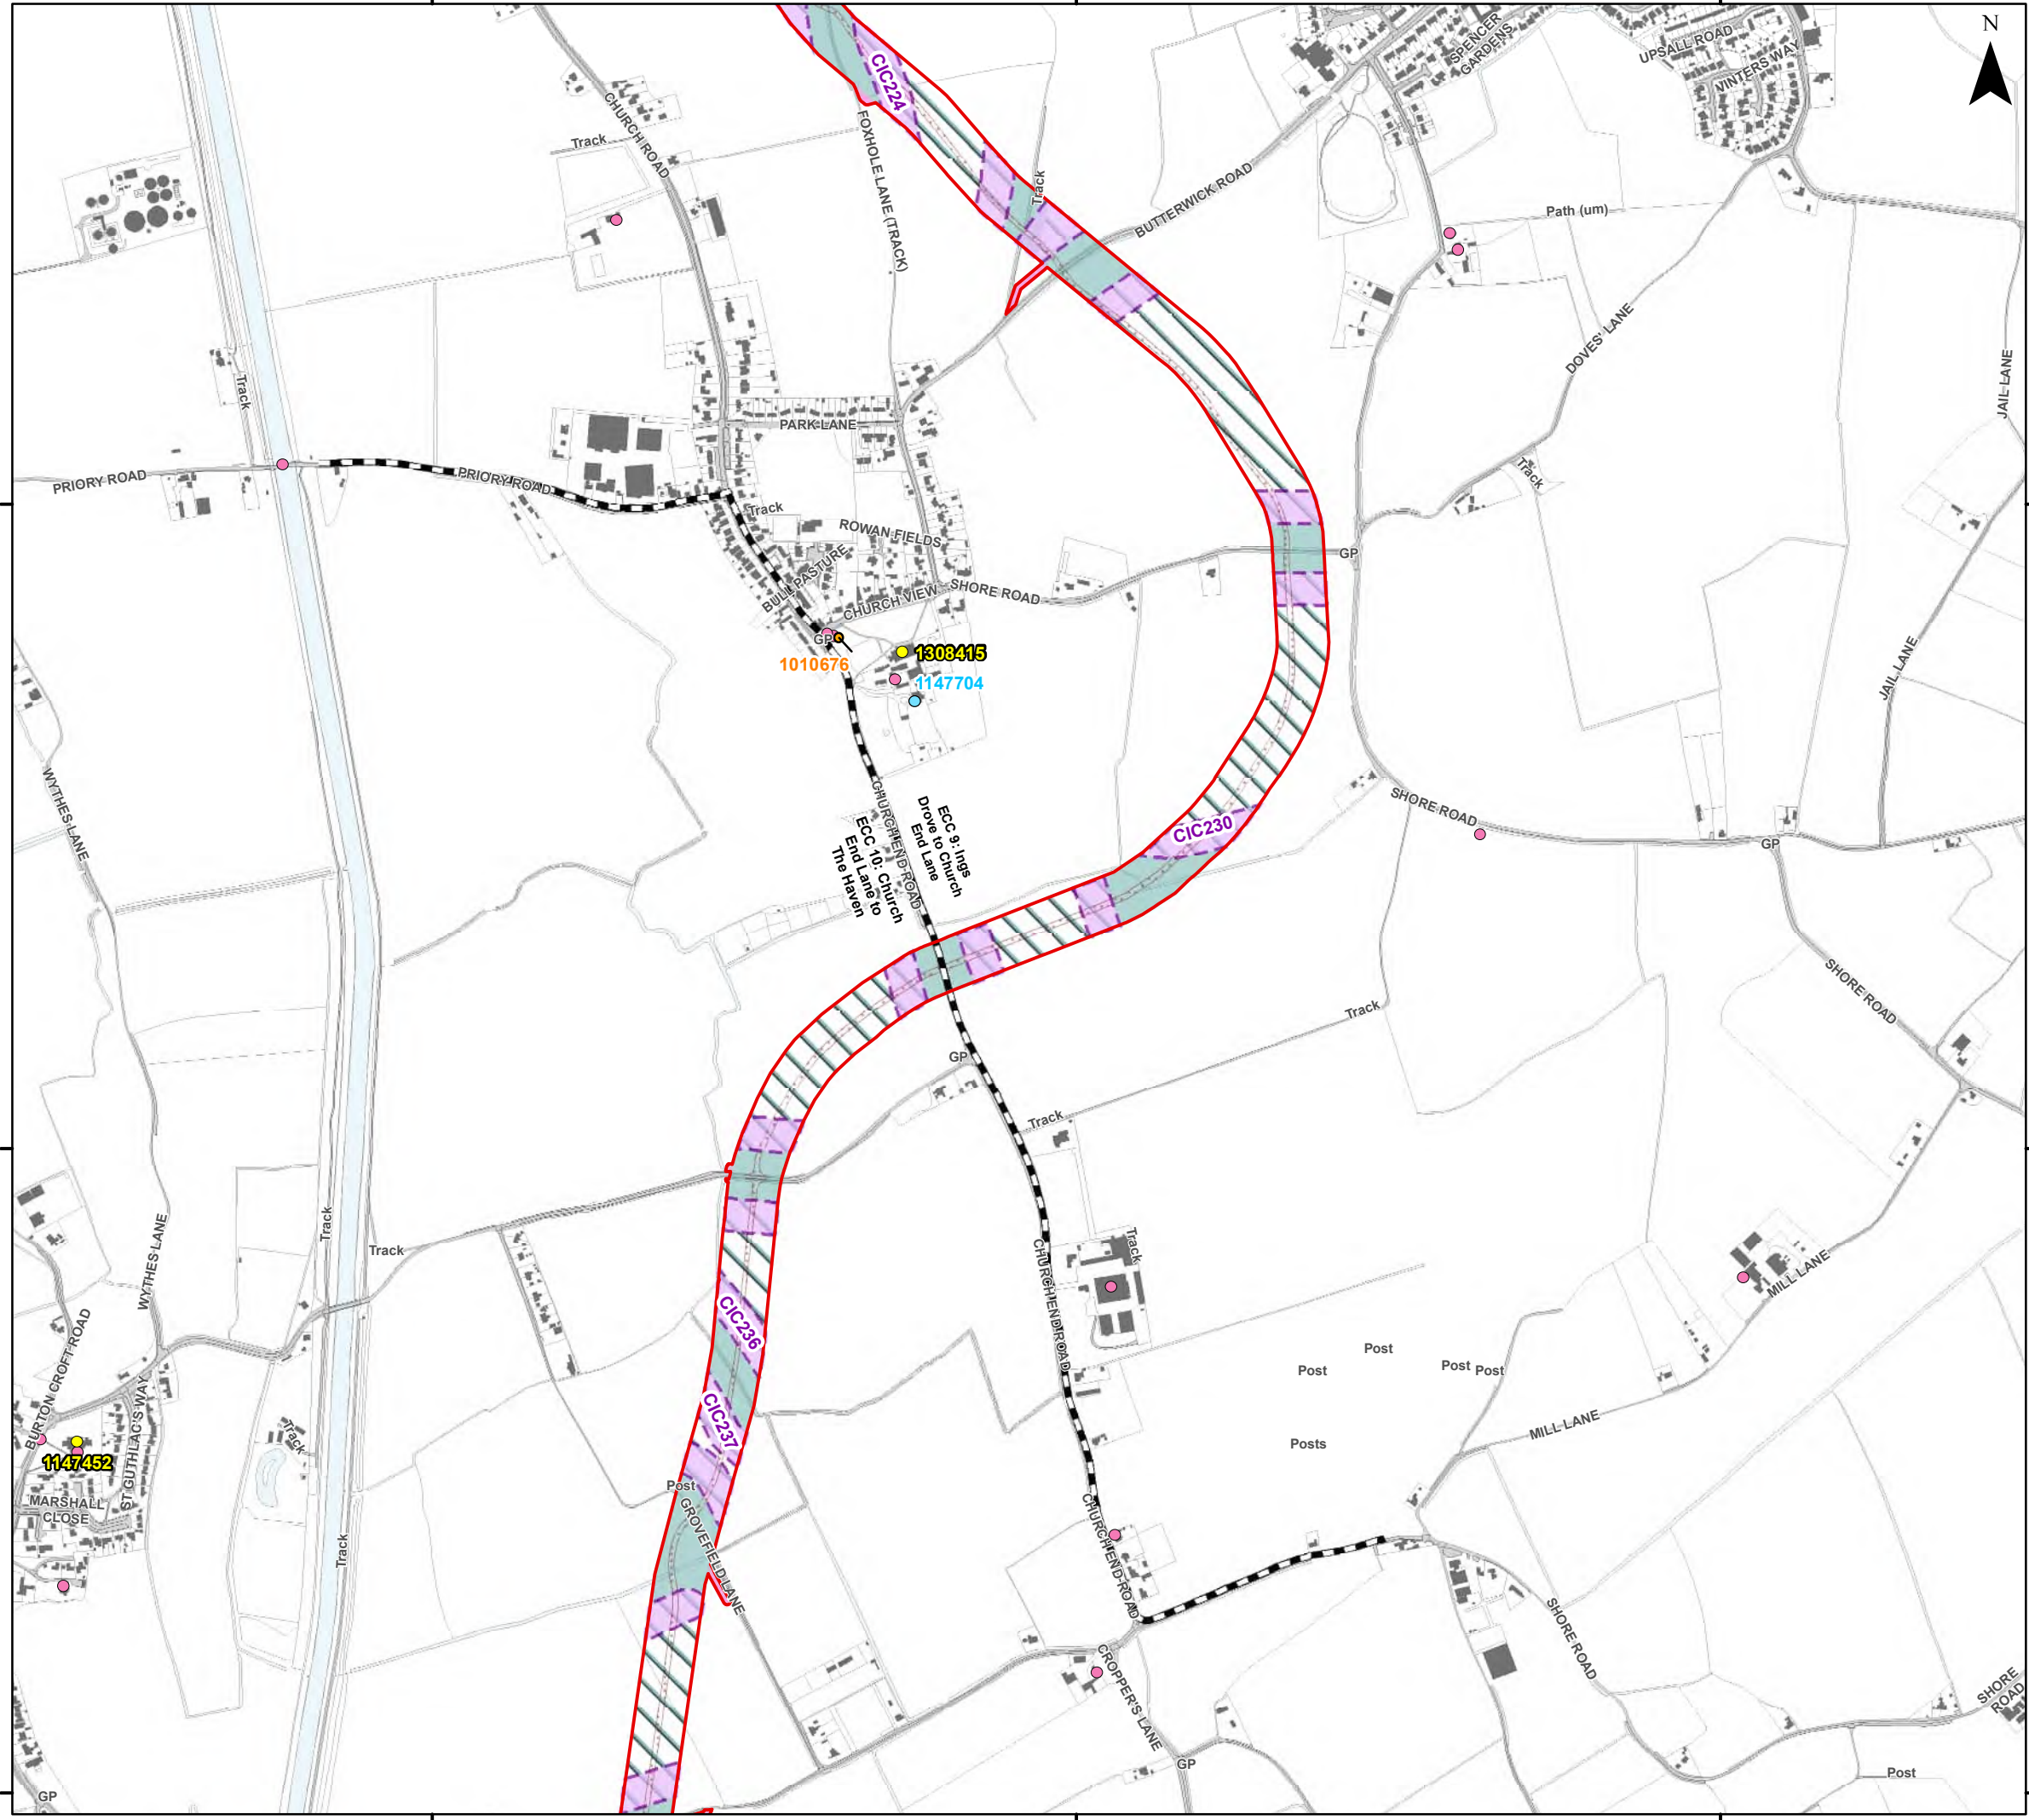 N
SPENCER
GARDENS
UPSALL ROAD
VINTERS WAY
CIC224
CHURCH ROAD
Track
FOXHOLE LANE (TRACK)
Track
BUTTERWICK ROAD
Path (um)
DOVES' LANE
JAIL LANE
Track
PARK LANE
PRIORY ROAD
PRIORY ROAD
Track
Track
ROWAN FIELDS
GP
BULL PASTURE
CHURCH VIEW
SHORE ROAD
GP
1010676
1308415
1147704
JAIL LANE
WYTHES LANE
CHURCH END ROAD
ECC 9: Ings
Drove to Church
End Lane
ECC 10: Church
End Lane to
The Haven
CIC230
SHORE ROAD
GP
SHORE ROAD
Track
GP
Track
WYTHES LANE
Track
Track
Track
CHURCH END ROAD
MILL LANE
CIC236
Post
Post
Post
Post
BURTON CROFT ROAD
ST GUTHLAC'S WAY
CIC237
MILL LANE
Posts
Track
1147452
MARSHALL
CLOSE
Post
GROVEFIELD LANE
Track
CHURCH END ROAD
SHORE ROAD
CROPPER'S LANE
SHORE
ROAD
GP
GP
Post